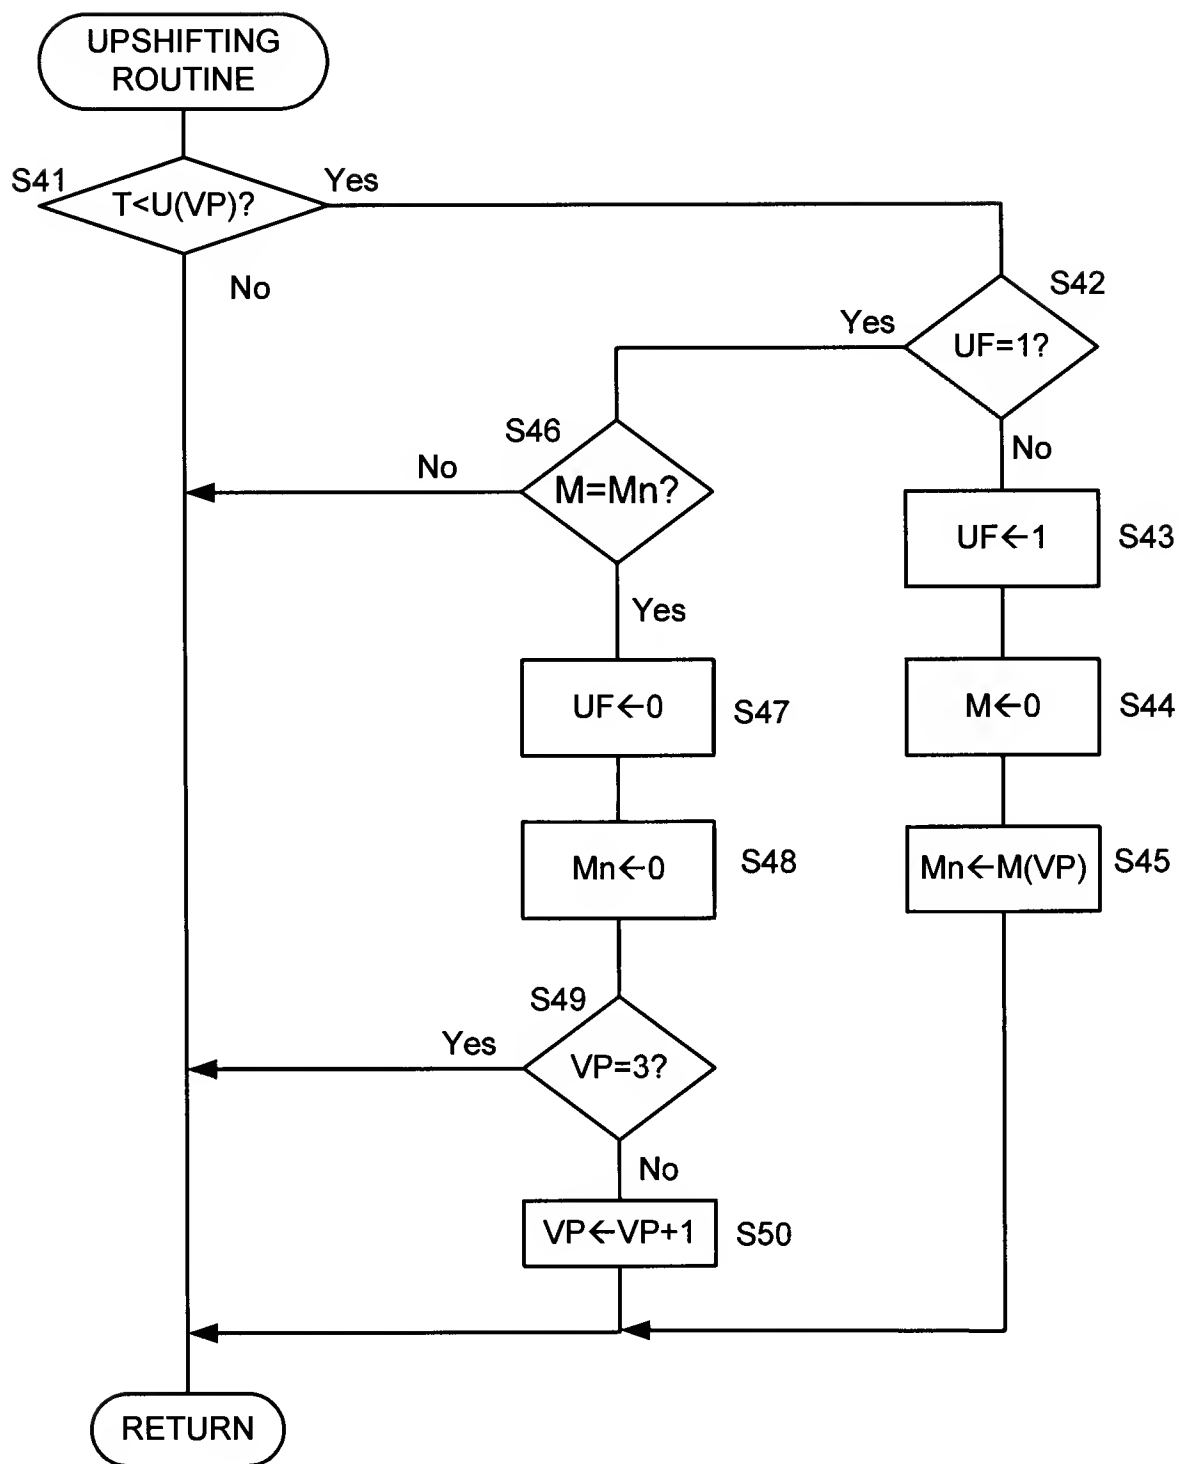 UPSHIFTING
ROUTINE
S41
T<U(VP)?
Yes
No
S42
UF=1?
Yes
No
S46
M=Mn?
No
Yes
UF←1
S43
UF←0
S47
M←0
S44
Mn←0
S48
Mn←M(VP)
S45
S49
VP=3?
Yes
No
VP←VP+1
S50
RETURN